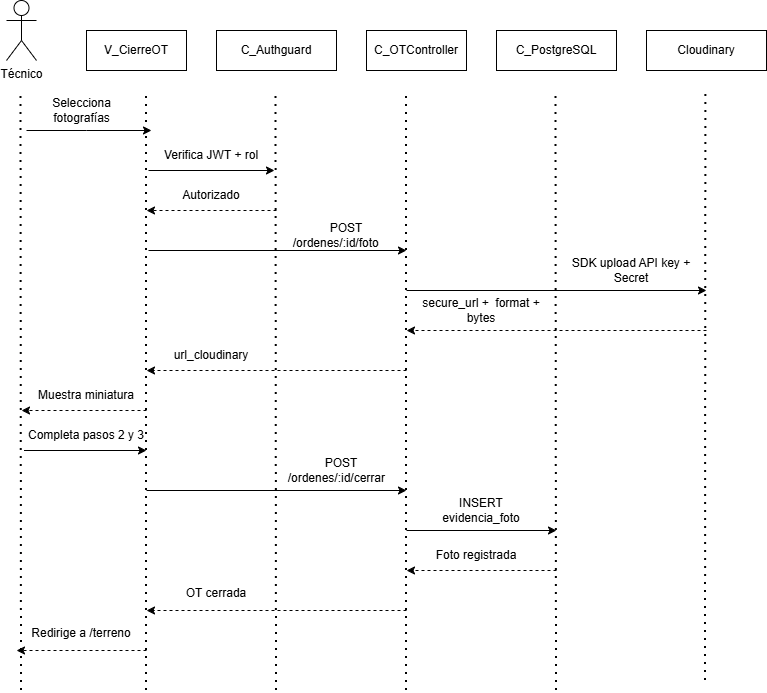 Técnico
V_CierreOT
C_Authguard
C_OTController
C_PostgreSQL
Cloudinary
Selecciona
fotografías
Verifica JWT + rol
Autorizado
POST
/ordenes/:id/foto
SDK upload API key +
Secret
secure_url +  format +
bytes
url_cloudinary
Muestra miniatura
Completa pasos 2 y 3
POST
/ordenes/:id/cerrar
INSERT
evidencia_foto
Foto registrada
OT cerrada
Redirige a /terreno